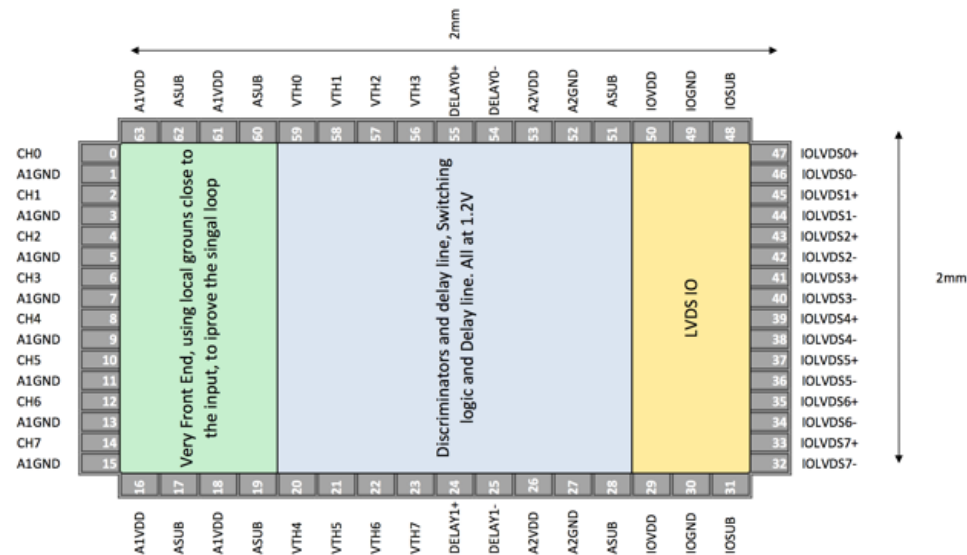 2mm
A1VDD ASUB A1VDD ASUB VTH0 VTH1 VTH2 VTH3 DELAY0+ DELAY0- A2VDD A2GND ASUB IOVDD IOGND IOSUB
63 62 61 60 59 58 57 56 55 54 53 52 51 50 49 48
CH0 0
A1GND 1
CH1 2
A1GND 3
CH2 4
A1GND 5
CH3 6
A1GND 7
CH4 8
A1GND 9
CH5 10
A1GND 11
CH6 12
A1GND 13
CH7 14
A1GND 15
Very Front End, using local grouns close to
the input, to iprove the singal loop
Discriminators and delay line, Switching
logic and Delay line. All at 1.2V
LVDS IO
47 IOLVDS0+
46 IOLVDS0-
45 IOLVDS1+
44 IOLVDS1-
43 IOLVDS2+
42 IOLVDS2-
41 IOLVDS3+
40 IOLVDS3-
39 IOLVDS4+
38 IOLVDS4-
37 IOLVDS5+
36 IOLVDS5-
35 IOLVDS6+
34 IOLVDS6-
33 IOLVDS7+
32 IOLVDS7-
2mm
16 17 18 19 20 21 22 23 24 25 26 27 28 29 30 31
A1VDD ASUB A1VDD ASUB VTH4 VTH5 VTH6 VTH7 DELAY1+ DELAY1- A2VDD A2GND ASUB IOVDD IOGND IOSUB